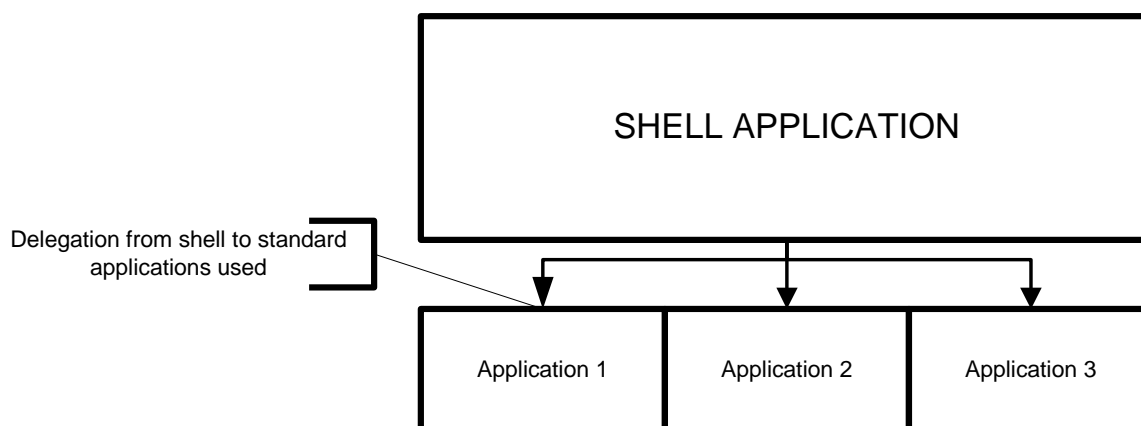 SHELL APPLICATION
Delegation from shell to standard
applications used
Application 1
Application 2
Application 3